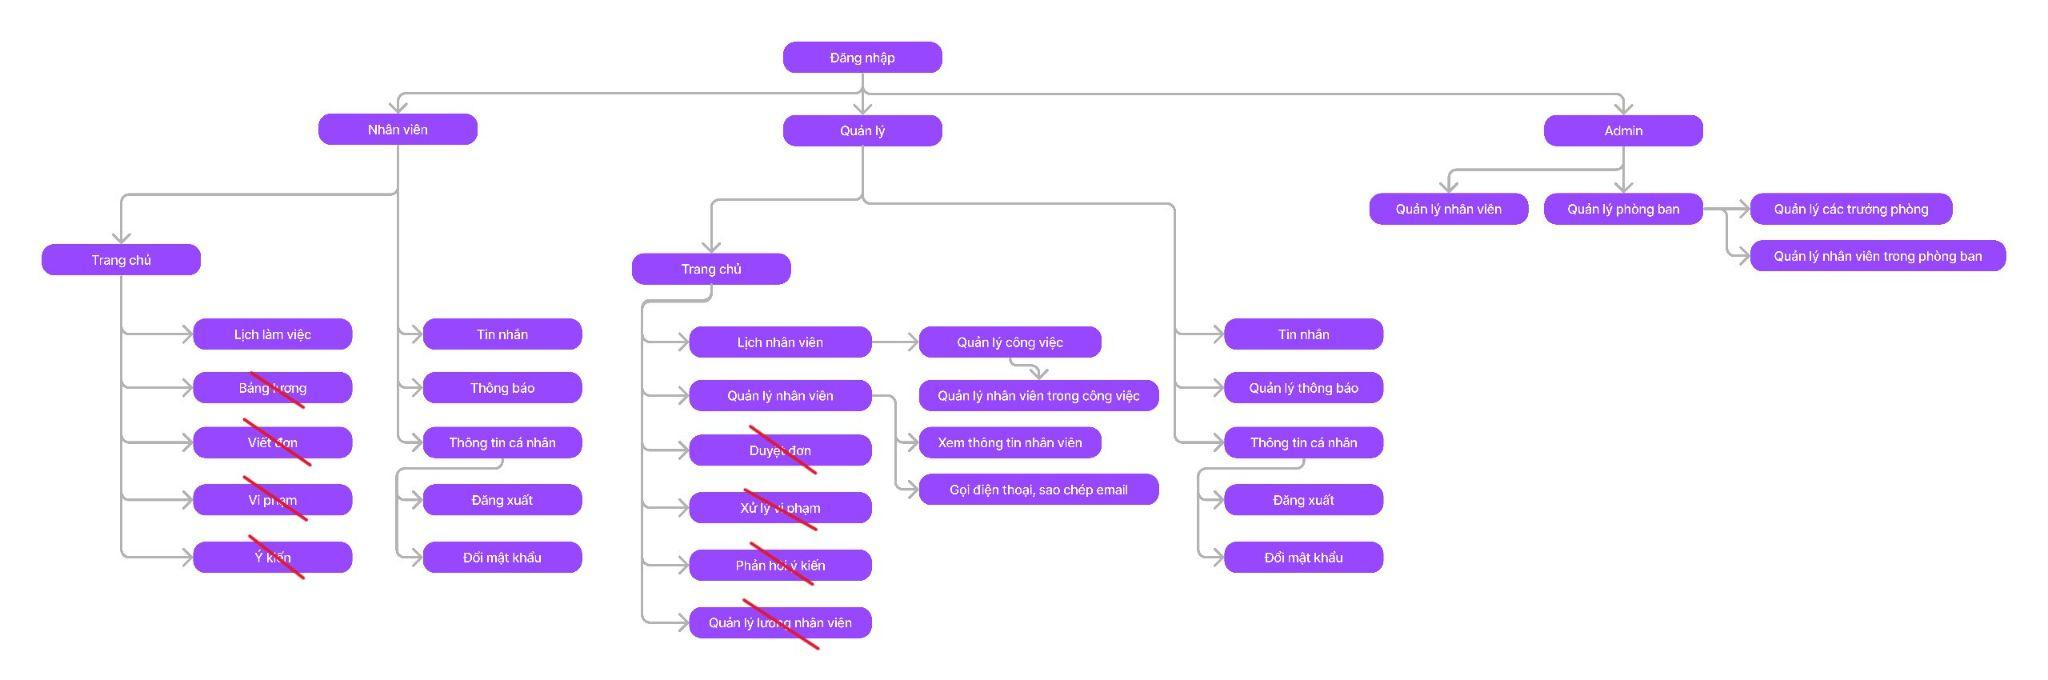 Đăng nhập
Nhân viên
Quản lý
Admin
Quản lý nhân viên
Quản lý phòng ban
Quản lý các trưởng phòng
Quản lý nhân viên trong phòng ban
Trang chủ
Trang chủ
Lịch làm việc
Bảng lương
Viết đơn
Vi phạm
Ý kiến
Tin nhắn
Thông báo
Thông tin cá nhân
Đăng xuất
Đổi mật khẩu
Lịch nhân viên
Quản lý nhân viên
Duyệt đơn
Xử lý vi phạm
Phản hồi ý kiến
Quản lý lương nhân viên
Quản lý công việc
Quản lý nhân viên trong công việc
Xem thông tin nhân viên
Gọi điện thoại, sao chép email
Tin nhắn
Quản lý thông báo
Thông tin cá nhân
Đăng xuất
Đổi mật khẩu